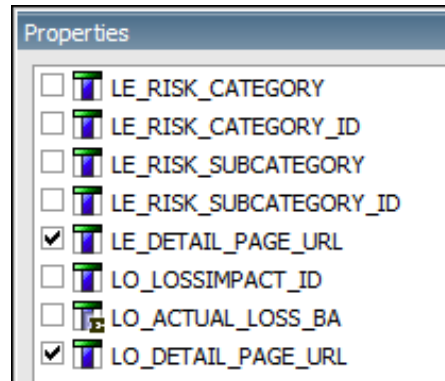 Properties
LE_RISK_CATEGORY
LE_RISK_CATEGORY_ID
LE_RISK_SUBCATEGORY
LE_RISK_SUBCATEGORY_ID
LE_DETAIL_PAGE_URL
LO_LOSSIMPACT_ID
LO_ACTUAL_LOSS_BA
LO_DETAIL_PAGE_URL